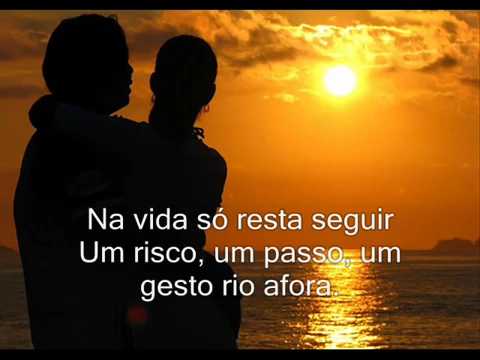 Na vida só resta seguir
Um risco, um passo, um
gesto rio afora.